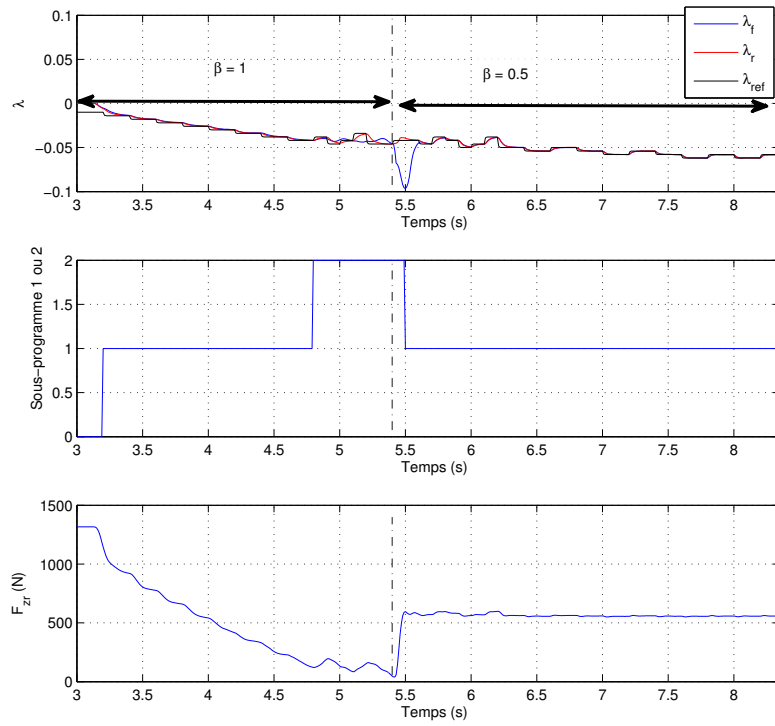 0.1
0.05
0
−0.05
−0.1
λ
β = 1
β = 0.5
λf
λr
λref
3 3.5 4 4.5 5 5.5 6 6.5 7 7.5 8
Temps (s)
2
1.5
1
0.5
0
Sous−programme 1 ou 2
3 3.5 4 4.5 5 5.5 6 6.5 7 7.5 8
Temps (s)
1500
1000
500
0
Fzr (N)
3 3.5 4 4.5 5 5.5 6 6.5 7 7.5 8
Temps (s)